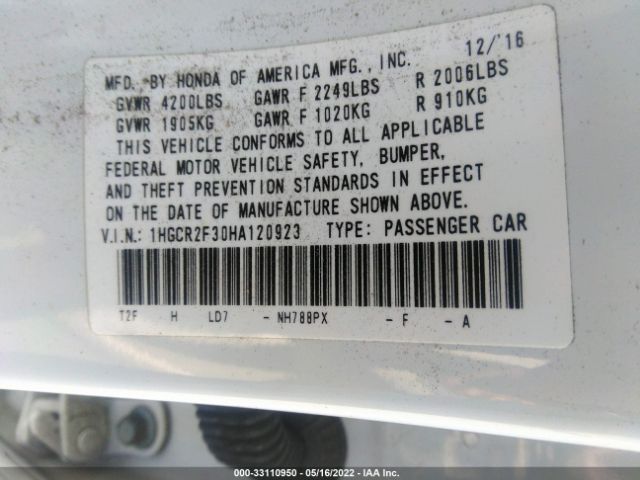 MFD. BY HONDA OF AMERICA MFG., INC. 12/'16
GVWR 4200LBS GAWR F 2249LBS R 2006LBS
GVWR 1905KG GAWR F 1020KG R 910KG
THIS VEHICLE CONFORMS TO ALL APPLICABLE
FEDERAL MOTOR VEHICLE SAFETY, BUMPER,
AND THEFT PREVENTION STANDARDS IN EFFECT
ON THE DATE OF MANUFACTURE SHOWN ABOVE.
V.I.N.: 1HGCR2F30HA120923 TYPE: PASSENGER CAR
T2F H LD7 - NH788PX - F - A
000-33110950 - 05/16/2022 - IAA Inc.